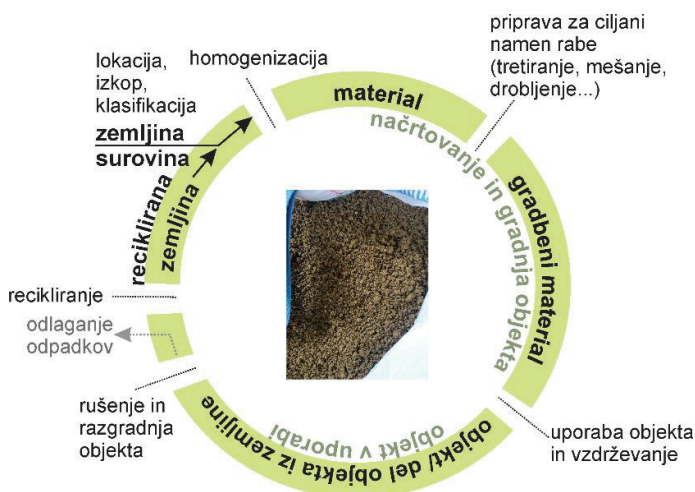 lokacija,
izkop,
klasifikacija
homogenizacija
priprava za ciljani
namen rabe
(tretiranje, mešanje,
drobljenje...)
material
načrtovanje in gradnja objekta
gradbeni material
zemljina
surovina
reciklirana
zemljina
recikliranje
odlaganje
odpadkov
rušenje in
razgradnja
objekta
objekt/ del objekta iz zemljine
objekt v uporabi
uporaba objekta
in vzdrževanje